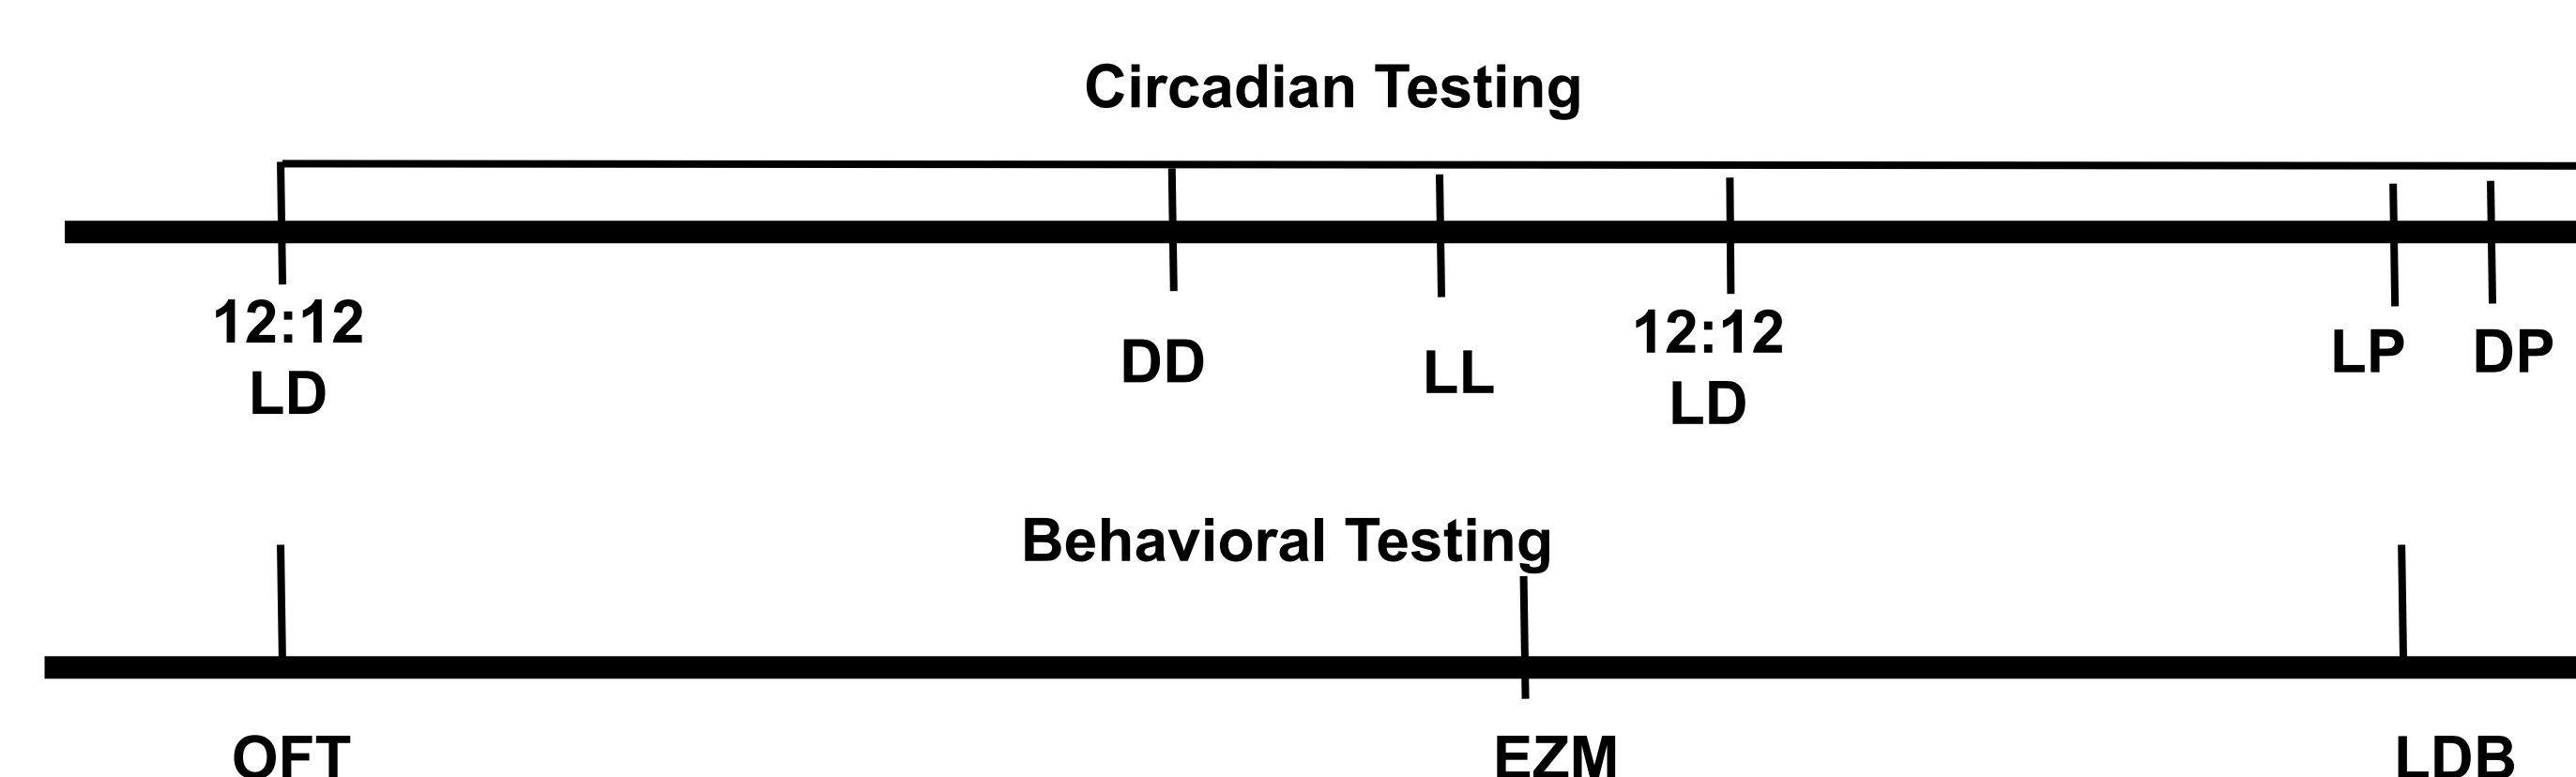 Circadian Testing
12:12
LD
DD
LL
12:12
LD
LP
DP
Behavioral Testing
OFT
EZM
LDB